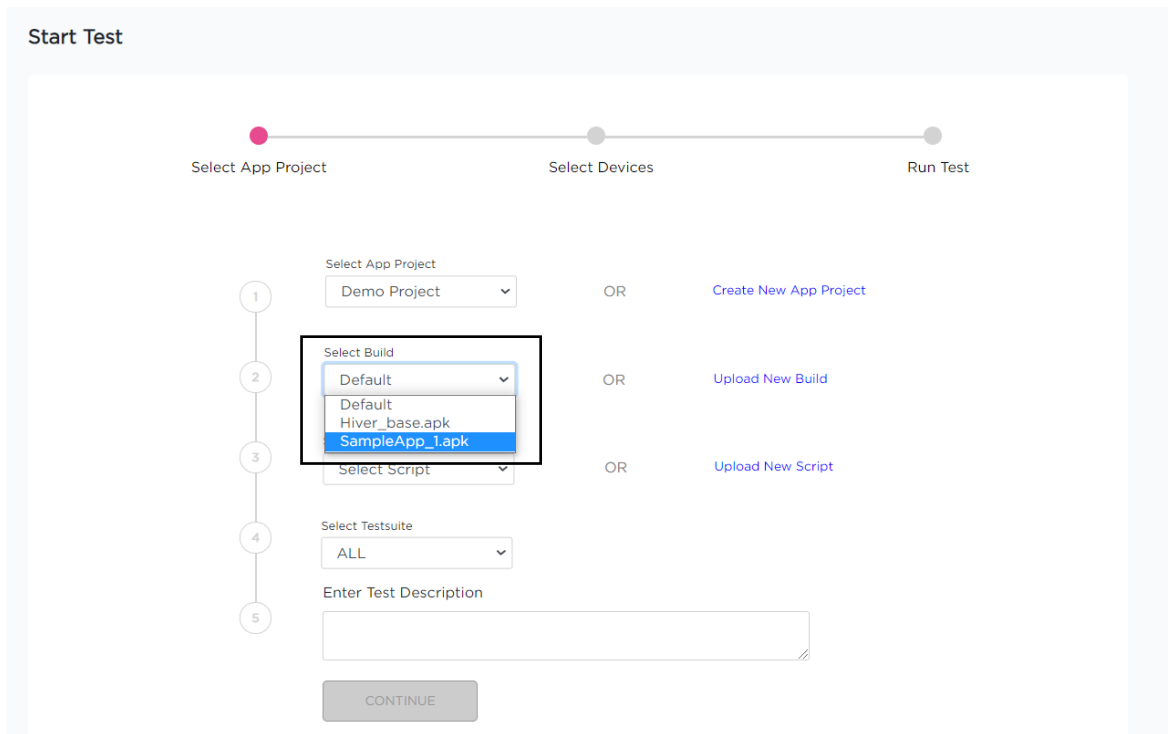 Start Test
Select App Project Select Devices Run Test
Select App Project
1 Demo Project OR Create New App Project
Select Build
2 Default OR Upload New Build
Default
Hiver_base.apk
SampleApp_1.apk
3 Select Script OR Upload New Script
Select Testsuite
4 ALL
Enter Test Description
5
CONTINUE